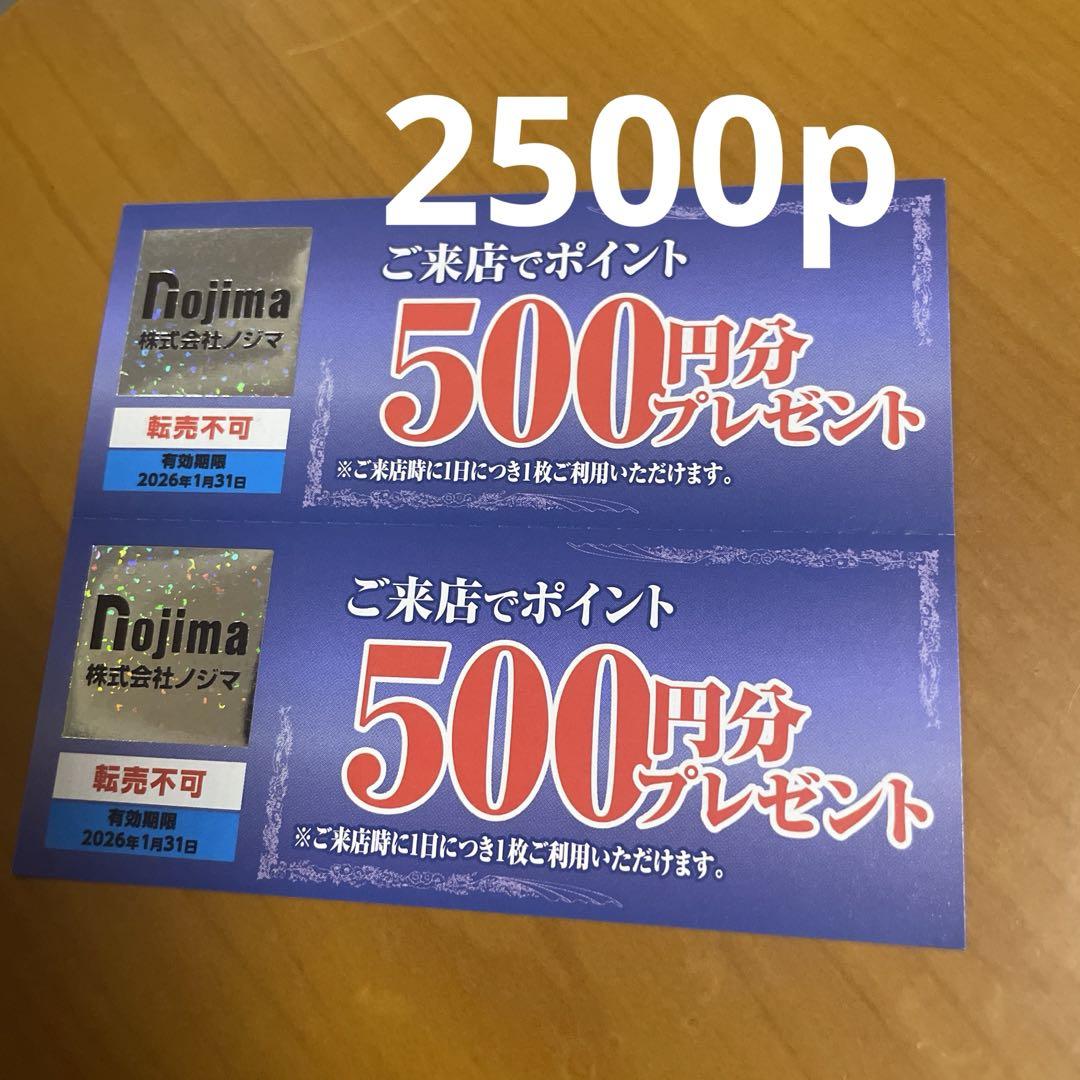 2500p
ご来店でポイント
500円分
プレゼント
※ご来店時に1日につき1枚ご利用いただけます。
nojima
株式会社ノジマ
転売不可
有効期限
2026年1月31日
ご来店でポイント
500円分
プレゼント
※ご来店時に1日につき1枚ご利用いただけます。
nojima
株式会社ノジマ
転売不可
有効期限
2026年1月31日